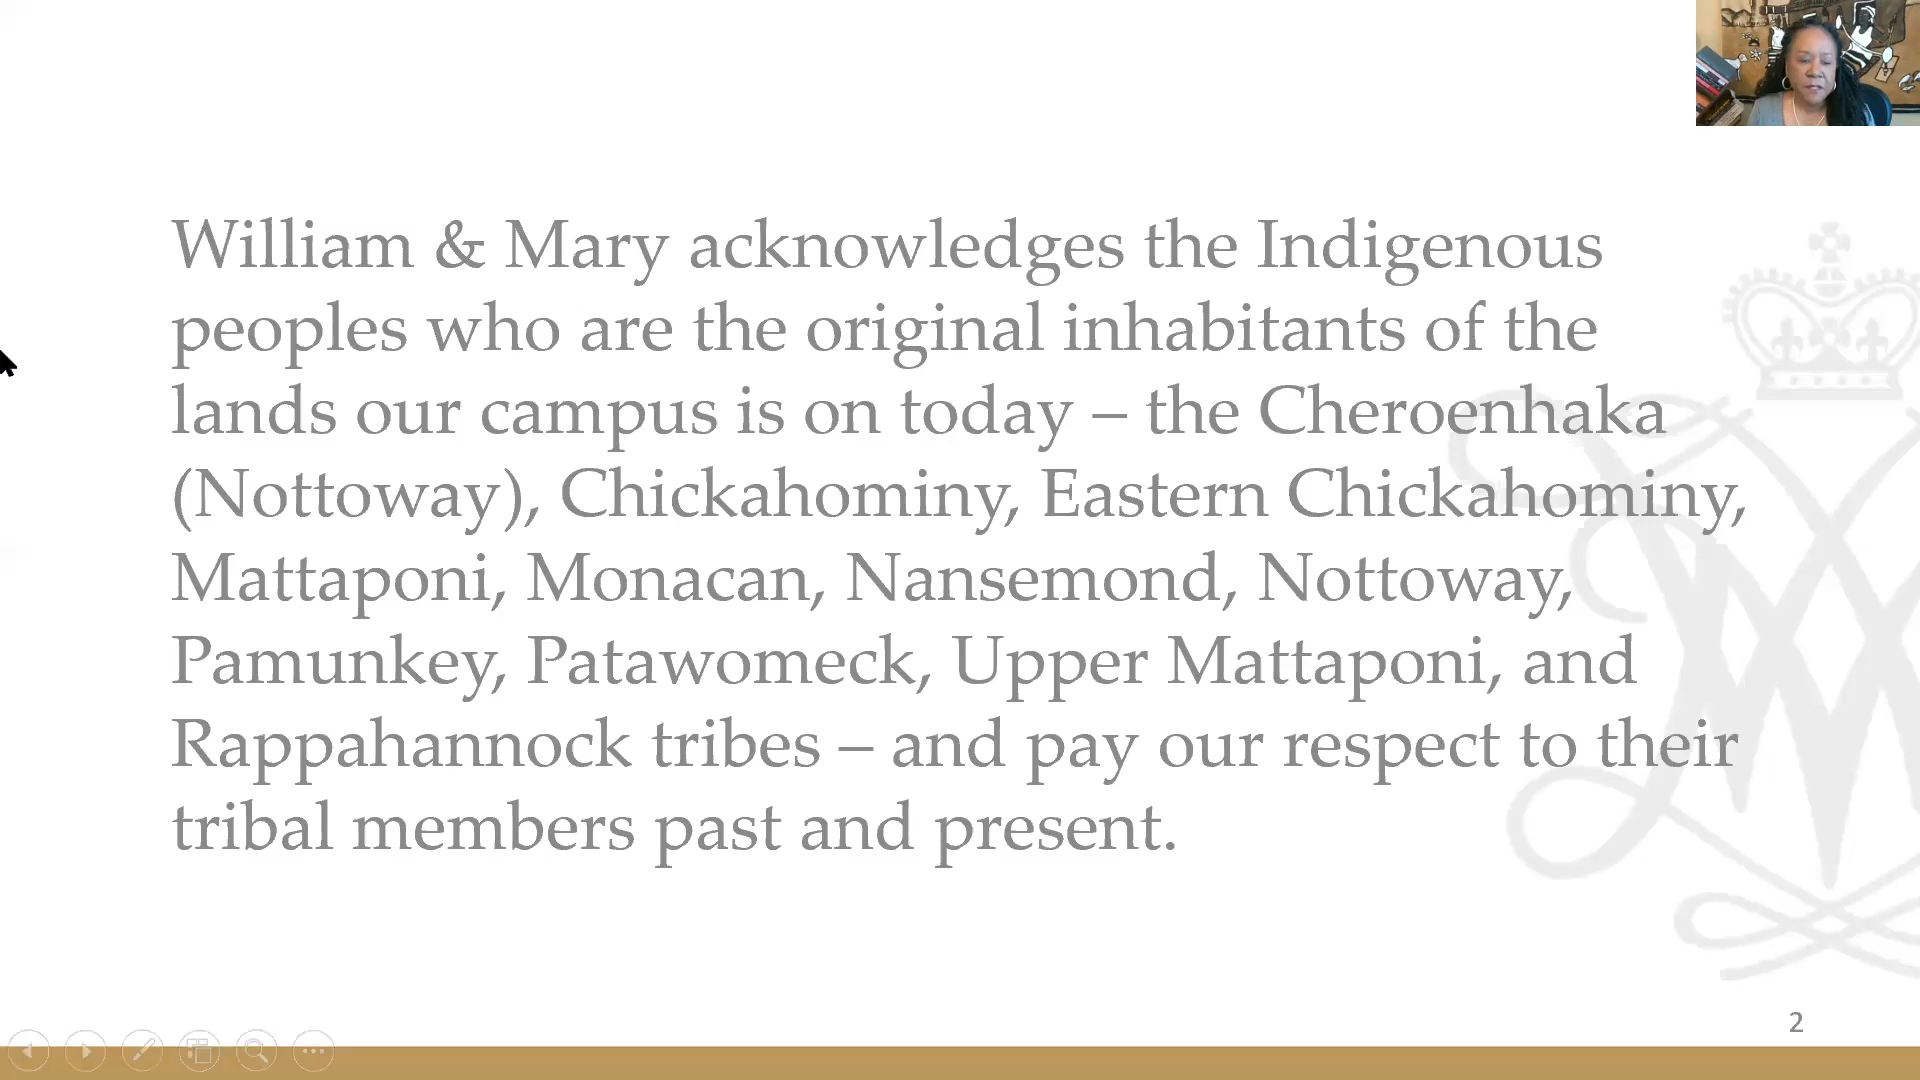 William & Mary acknowledges the Indigenous
peoples who are the original inhabitants of the
lands our campus is on today – the Cheroenhaka
(Nottoway), Chickahominy, Eastern Chickahominy,
Mattaponi, Monacan, Nansemond, Nottoway,
Pamunkey, Patawomeck, Upper Mattaponi, and
Rappahannock tribes – and pay our respect to their
tribal members past and present.
2